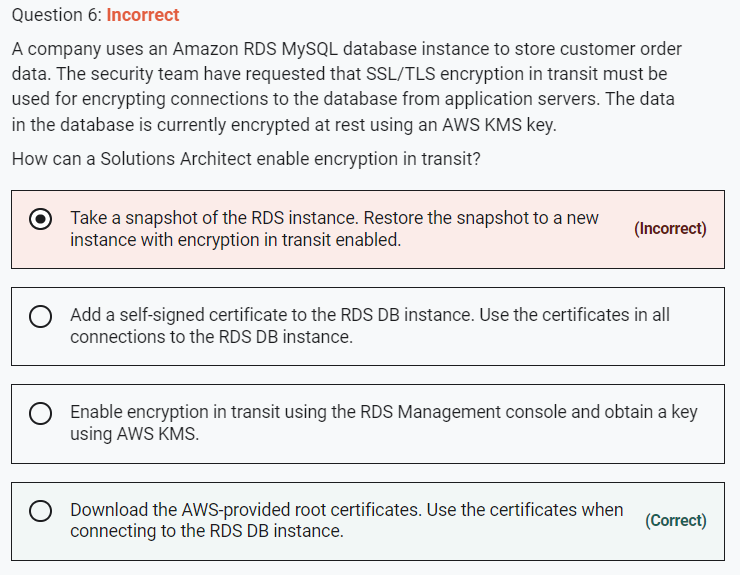 Question 6: Incorrect
A company uses an Amazon RDS MySQL database instance to store customer order
data. The security team have requested that SSL/TLS encryption in transit must be
used for encrypting connections to the database from application servers. The data
in the database is currently encrypted at rest using an AWS KMS key.
How can a Solutions Architect enable encryption in transit?
Take a snapshot of the RDS instance. Restore the snapshot to a new
instance with encryption in transit enabled.
(Incorrect)
Add a self-signed certificate to the RDS DB instance. Use the certificates in all
connections to the RDS DB instance.
Enable encryption in transit using the RDS Management console and obtain a key
using AWS KMS.
Download the AWS-provided root certificates. Use the certificates when
connecting to the RDS DB instance.
(Correct)